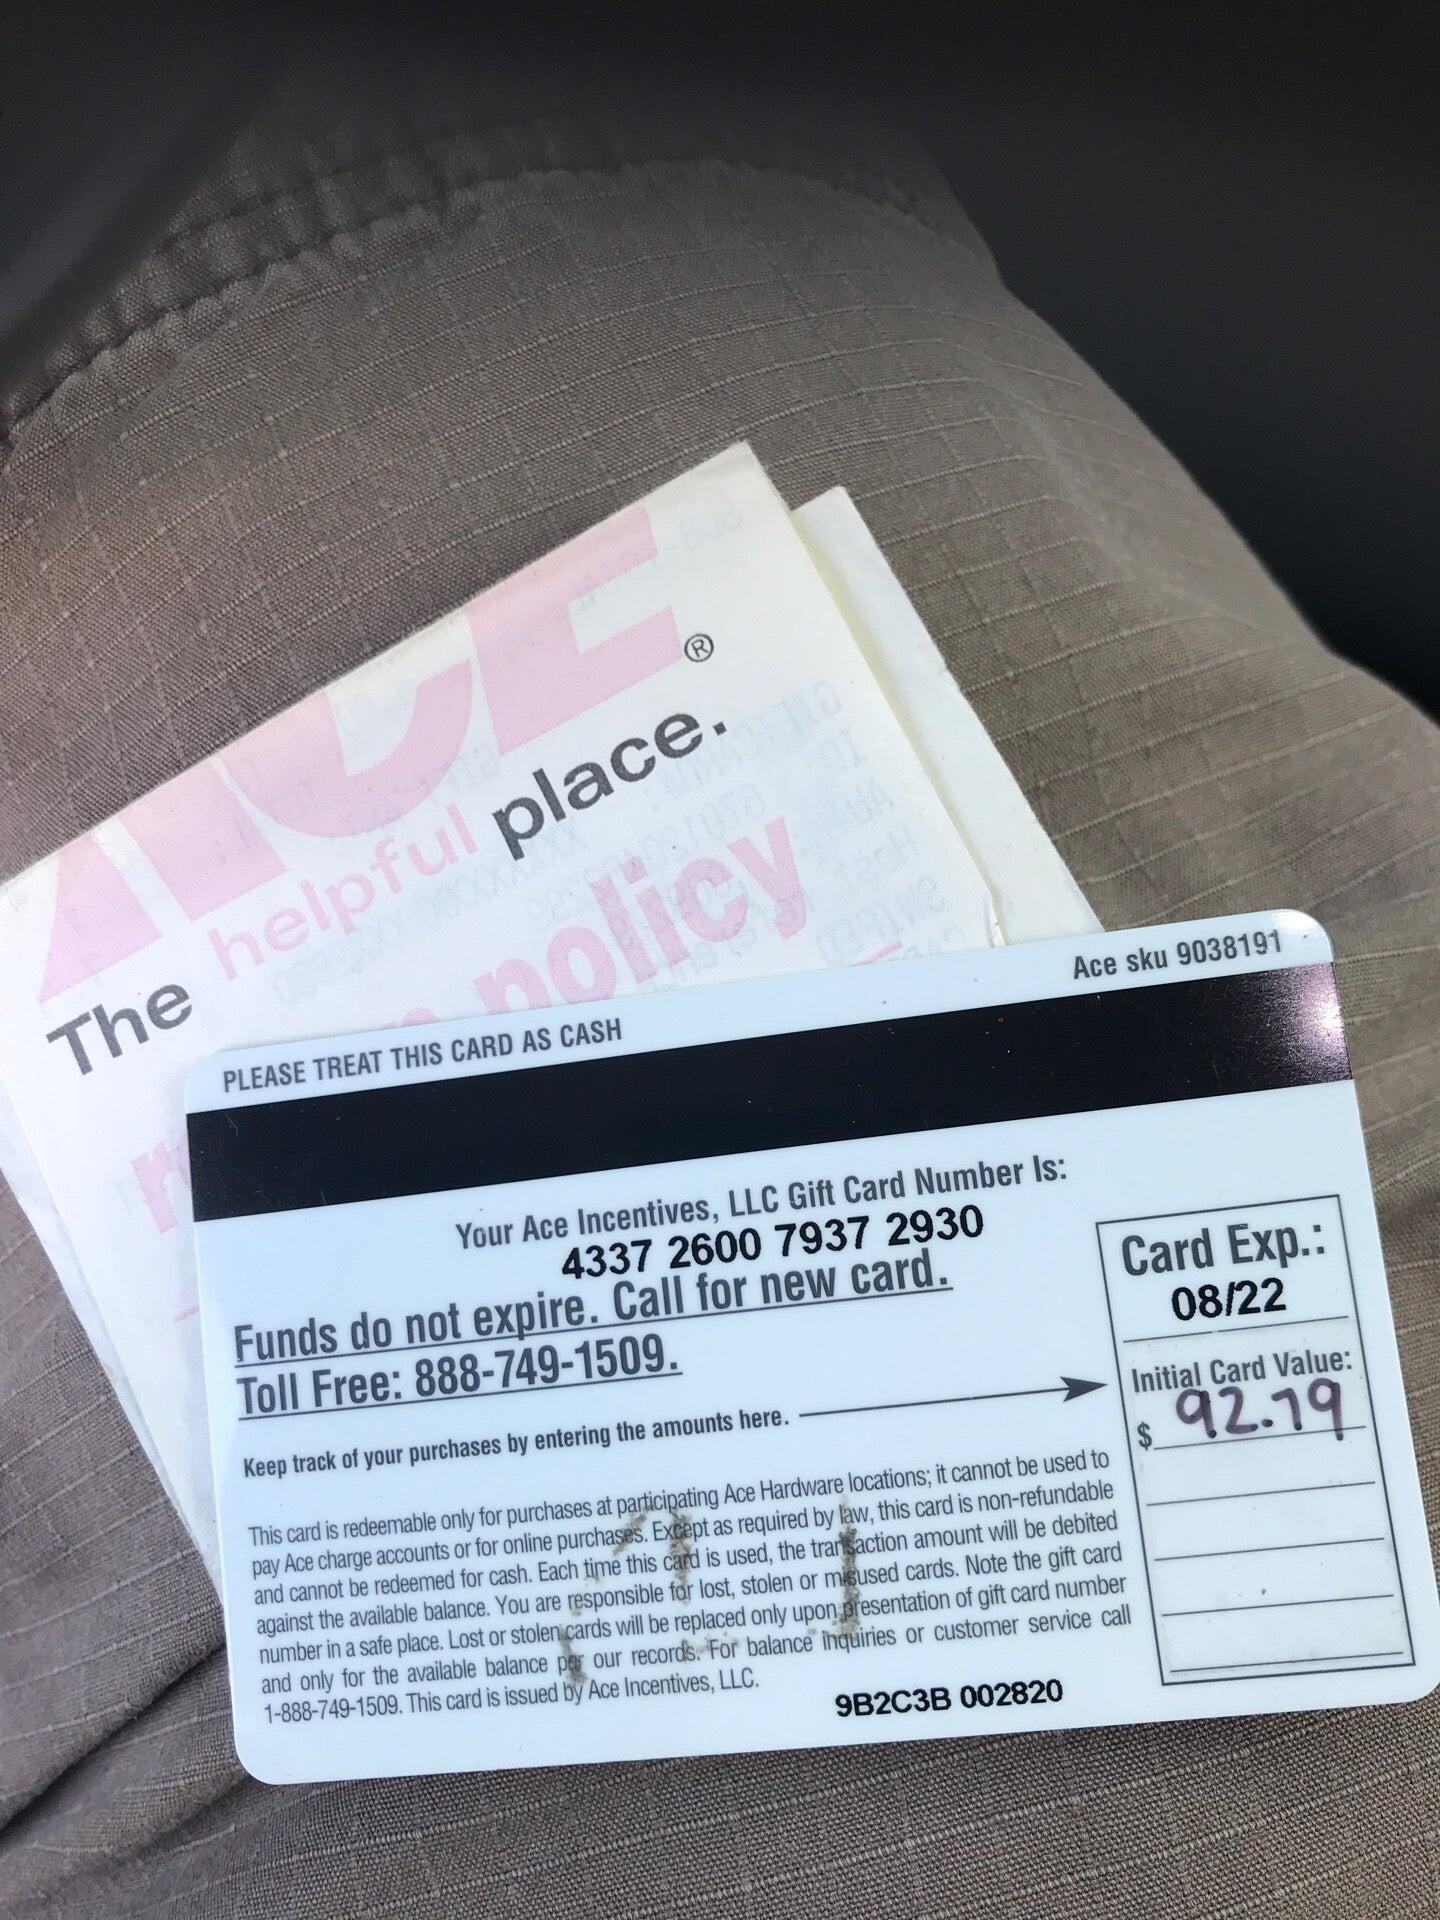 ACE®
The helpful place.
policy
Ace sku 9038191
PLEASE TREAT THIS CARD AS CASH
Your Ace Incentives, LLC Gift Card Number Is:
4337 2600 7937 2930
Funds do not expire. Call for new card.
Toll Free: 888-749-1509.
Keep track of your purchases by entering the amounts here.
Card Exp.:
08/22
Initial Card Value:
$ 92.79
This card is redeemable only for purchases at participating Ace Hardware locations; it cannot be used to
pay Ace charge accounts or for online purchases. Except as required by law, this card is non-refundable
and cannot be redeemed for cash. Each time this card is used, the transaction amount will be debited
against the available balance. You are responsible for lost, stolen or misused cards. Note the gift card
number in a safe place. Lost or stolen cards will be replaced only upon presentation of gift card number
and only for the available balance per our records. For balance inquiries or customer service call
1-888-749-1509. This card is issued by Ace Incentives, LLC.
9B2C3B 002820